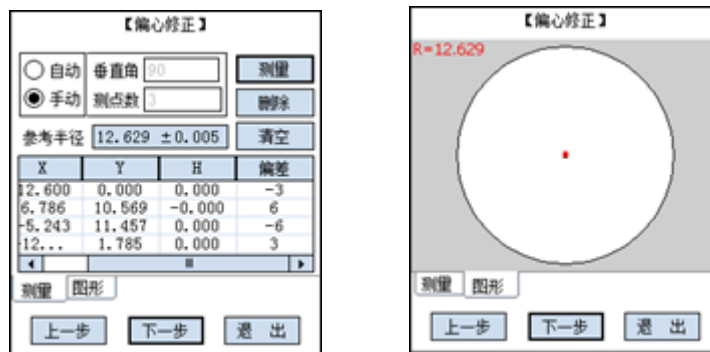 【偏心修正】
自动 垂直角 90 测量
手动 测点数 3 删除
参考半径 12.629 ±0.005 清空
X Y H 偏差
12.600 0.000 0.000 -3
6.786 10.569 -0.000 6
-5.243 11.457 0.000 -6
-12... 1.785 0.000 3
测量 图形
上一步 下一步 退 出
【偏心修正】
R=12.629
测量 图形
上一步 下一步 退 出